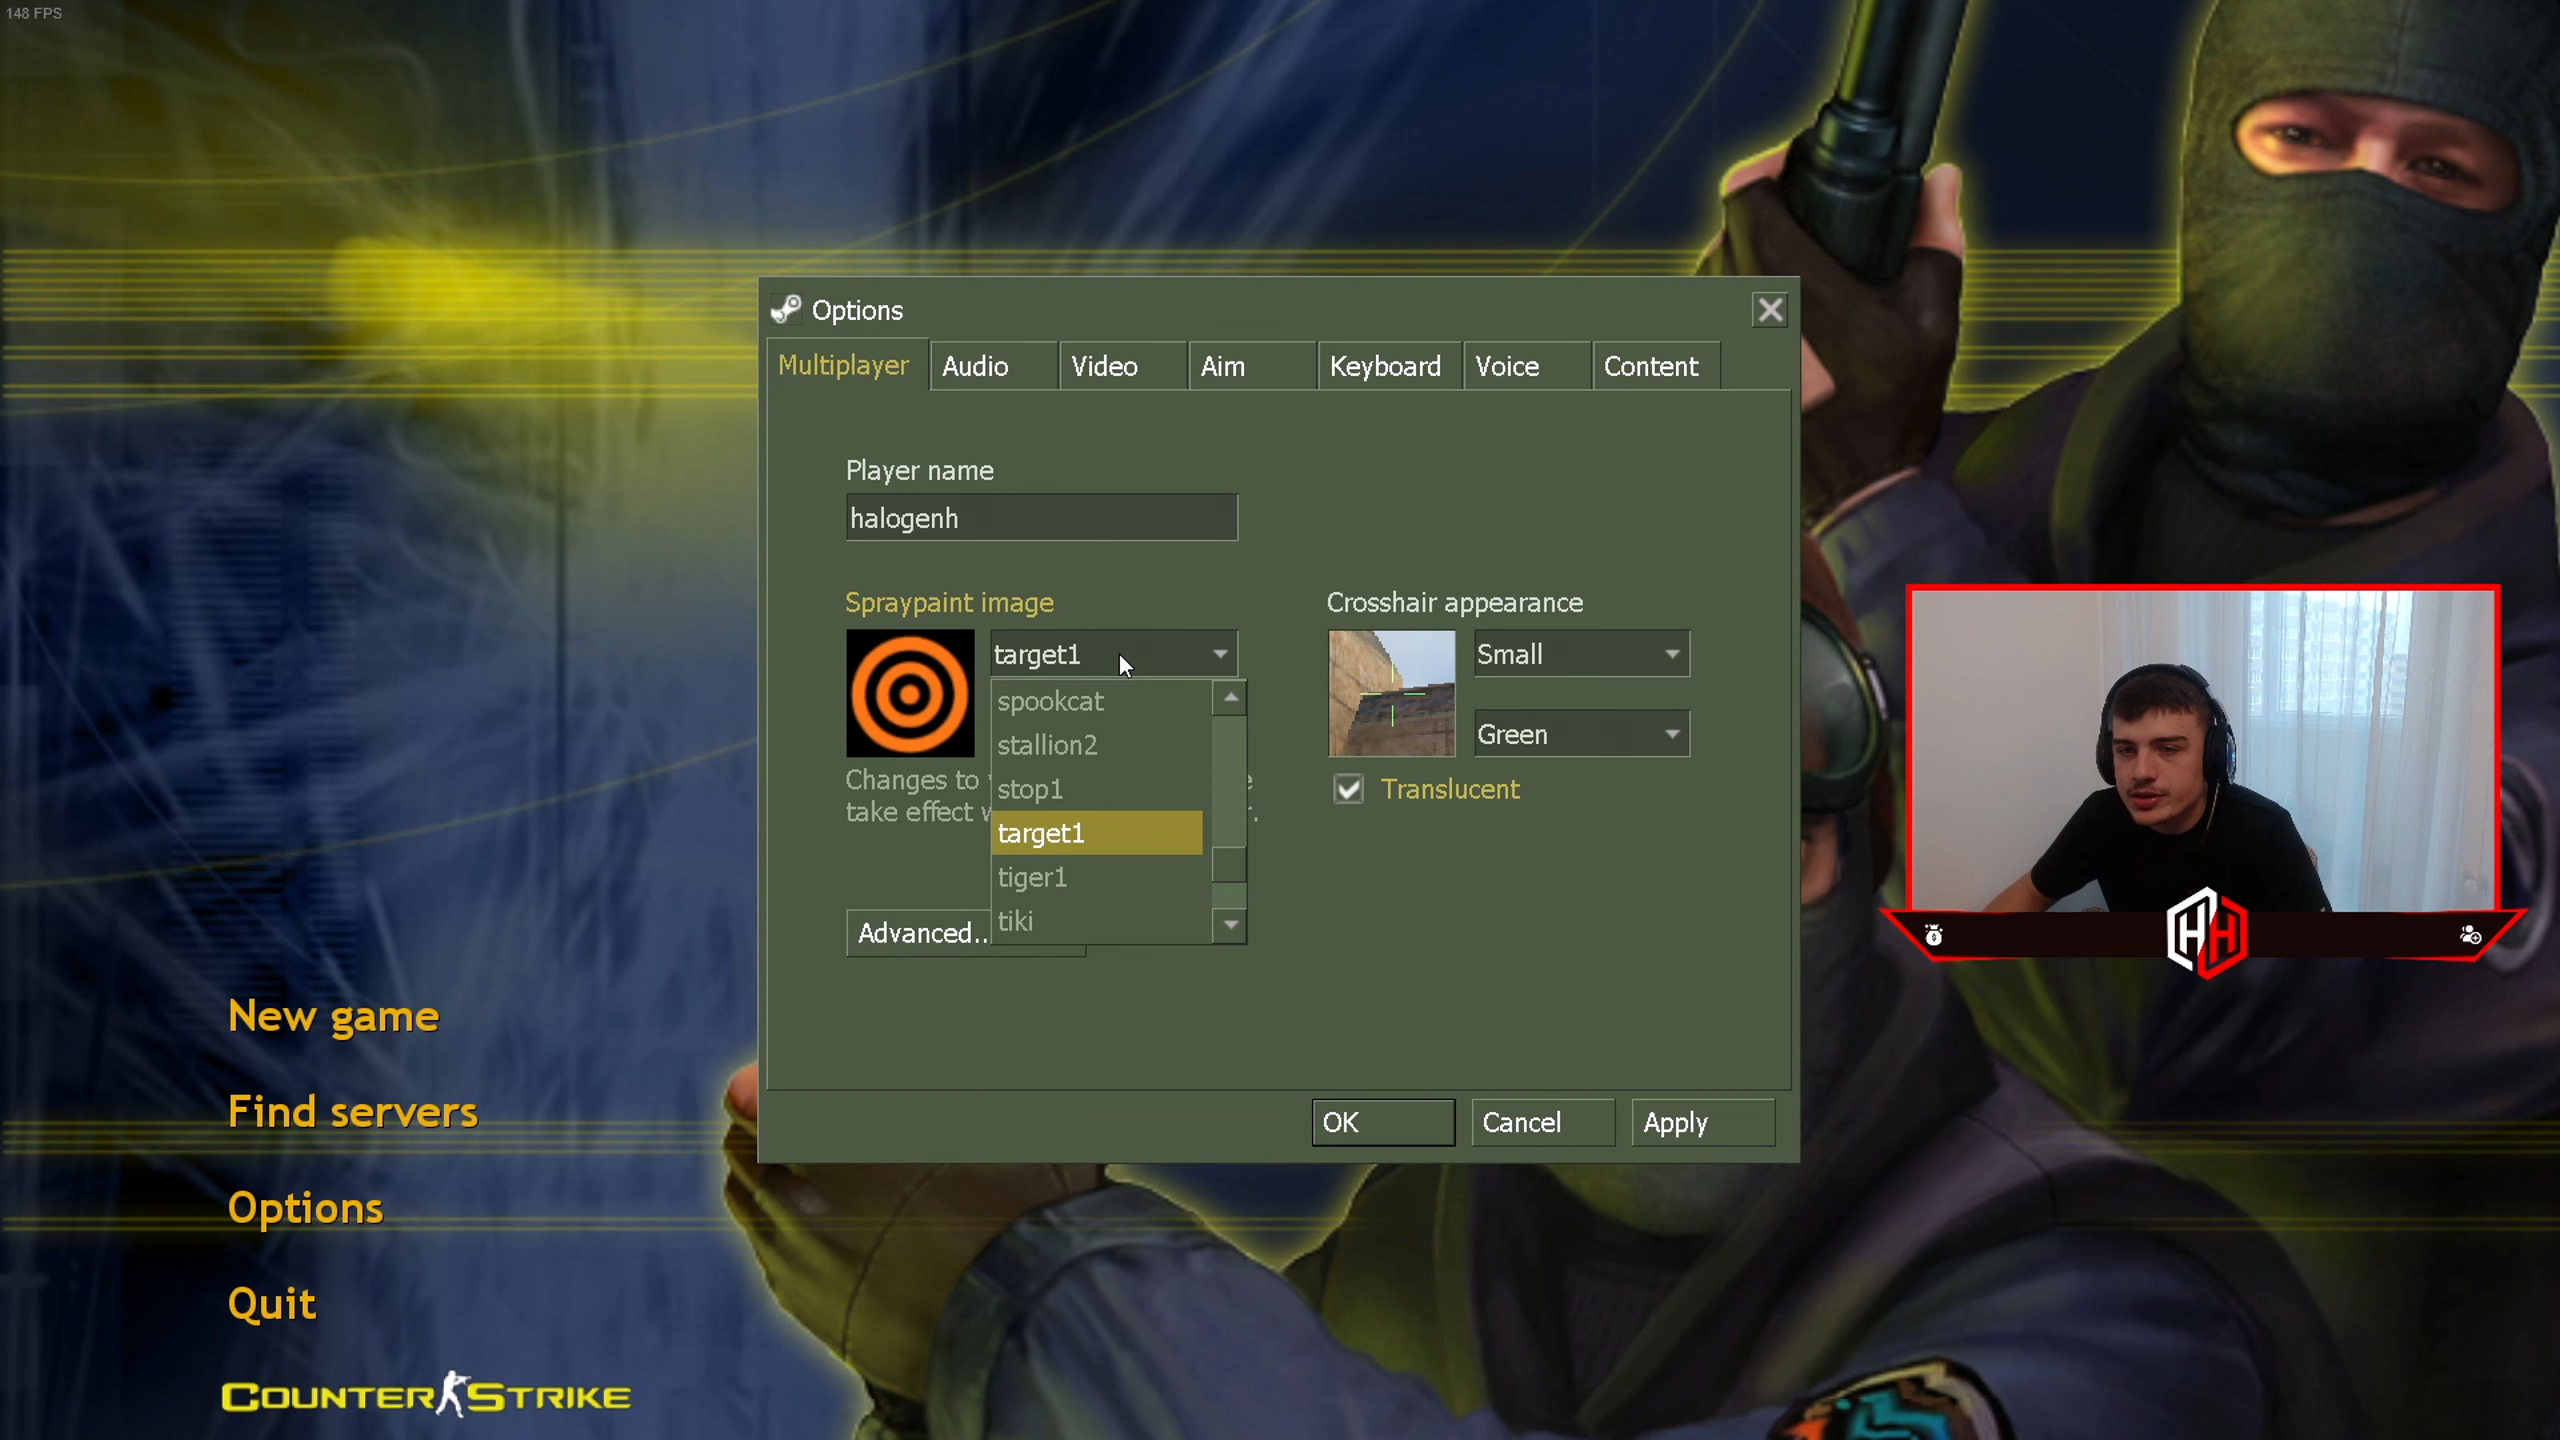 148 FPS
Options
Multiplayer
Audio
Video
Aim
Keyboard
Voice
Content
Player name
halogenh
Spraypaint image
target1
spookcat
stallion2
stop1
target1
tiger1
tiki
Changes to
take effect
Advanced..
Crosshair appearance
Small
Green
Translucent
OK
Cancel
Apply
New game
Find servers
Options
Quit
COUNTER STRIKE
HH